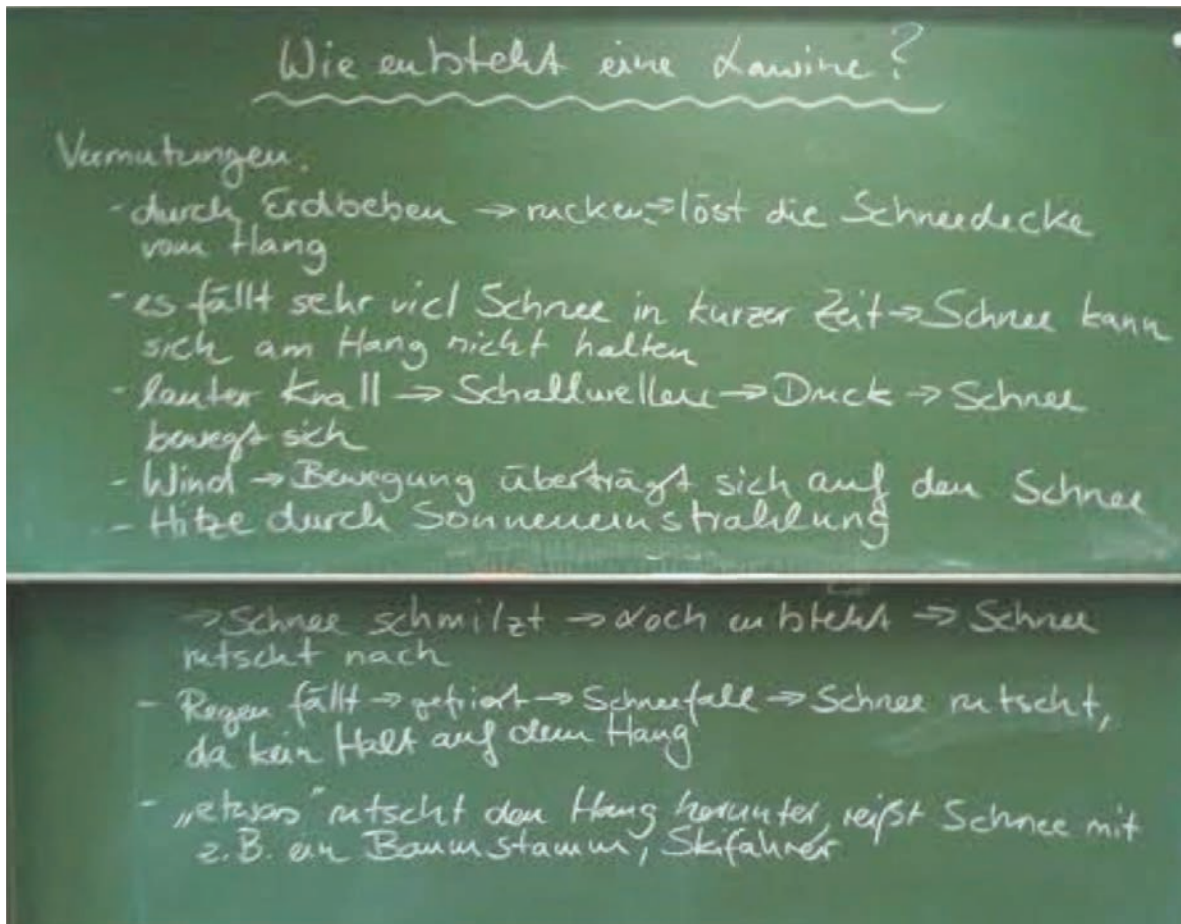 Wie entsteht eine Lawine?
Vermutungen:
- durch Erdbeben → rucken → löst die Schneedecke
vom Hang
- es fällt sehr viel Schnee in kurzer Zeit → Schnee kann
sich am Hang nicht halten
- lauter Knall → Schallwellen → Druck → Schnee
bewegt sich
- Wind → Bewegung überträgt sich auf den Schnee
- Hitze durch Sonneneinstrahlung
→ Schnee schmilzt → Loch entsteht → Schnee
rutscht nach
- Regen fällt → gefriert → Schneefall → Schnee rutscht,
da kein Halt auf dem Hang
- „etwas" rutscht den Hang herunter, reißt Schnee mit
z.B. ein Baumstamm, Skifahrer